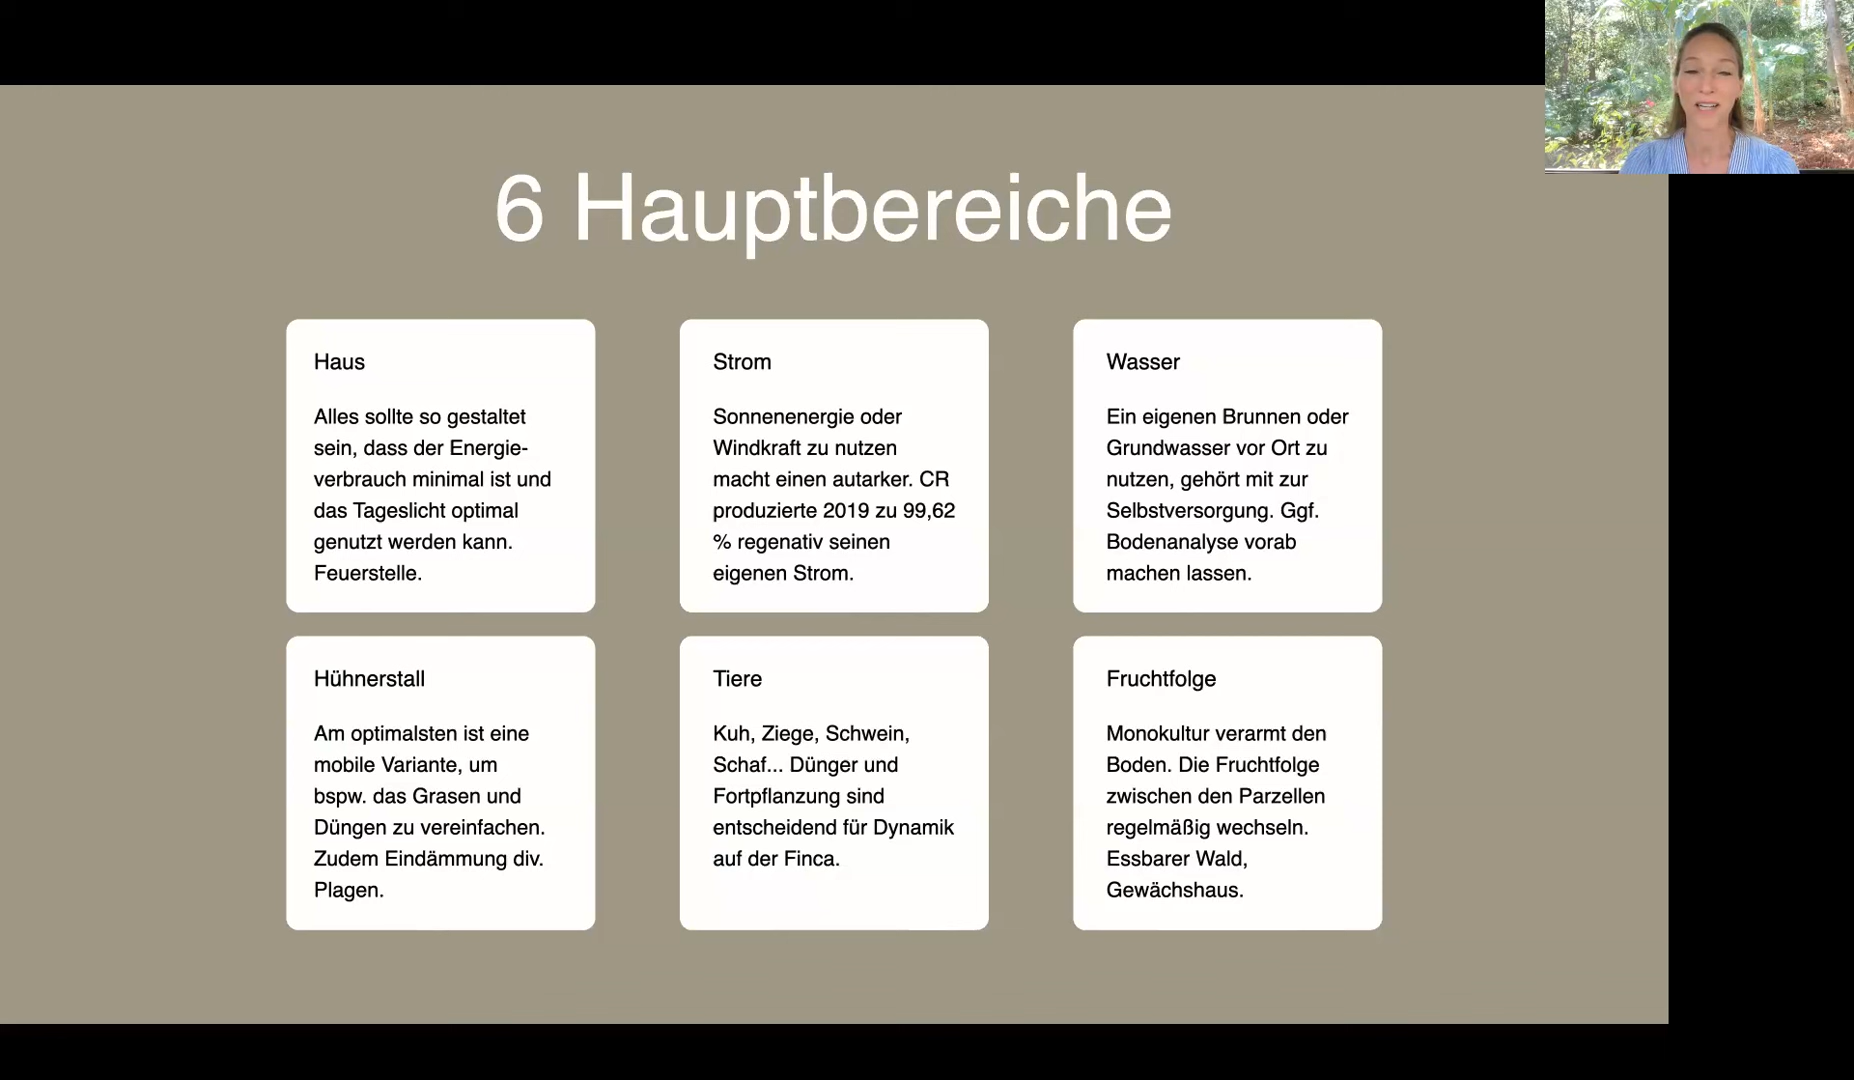 6 Hauptbereiche
Haus
Alles sollte so gestaltet
sein, dass der Energie-
verbrauch minimal ist und
das Tageslicht optimal
genutzt werden kann.
Feuerstelle.
Strom
Sonnenenergie oder
Windkraft zu nutzen
macht einen autarker. CR
produzierte 2019 zu 99,62
% regenativ seinen
eigenen Strom.
Wasser
Ein eigenen Brunnen oder
Grundwasser vor Ort zu
nutzen, gehört mit zur
Selbstversorgung. Ggf.
Bodenanalyse vorab
machen lassen.
Hühnerstall
Am optimalsten ist eine
mobile Variante, um
bspw. das Grasen und
Düngen zu vereinfachen.
Zudem Eindämmung div.
Plagen.
Tiere
Kuh, Ziege, Schwein,
Schaf... Dünger und
Fortpflanzung sind
entscheidend für Dynamik
auf der Finca.
Fruchtfolge
Monokultur verarmt den
Boden. Die Fruchtfolge
zwischen den Parzellen
regelmäßig wechseln.
Essbarer Wald,
Gewächshaus.